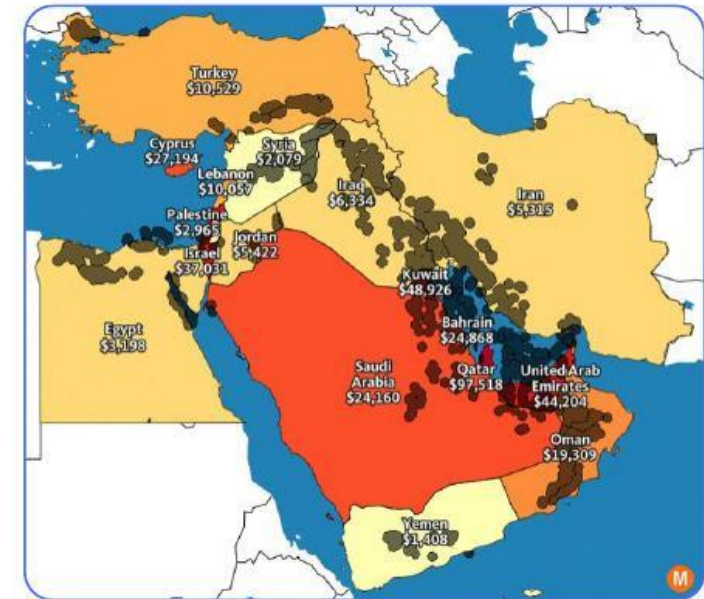 Turkey
$10,529
Cyprus
$27,194
Syria
$2,079
Lebanon
$10,057
Iraq
$6,334
Iran
$5,315
Palestine
$2,965
Jordan
$5,422
Israel
$37,031
Kuwait
$48,926
Egypt
$3,198
Bahrain
$24,868
Saudi
Arabia
$24,160
Qatar
$97,518
United Arab
Emirates
$44,204
Oman
$19,309
Yemen
$1,408
M